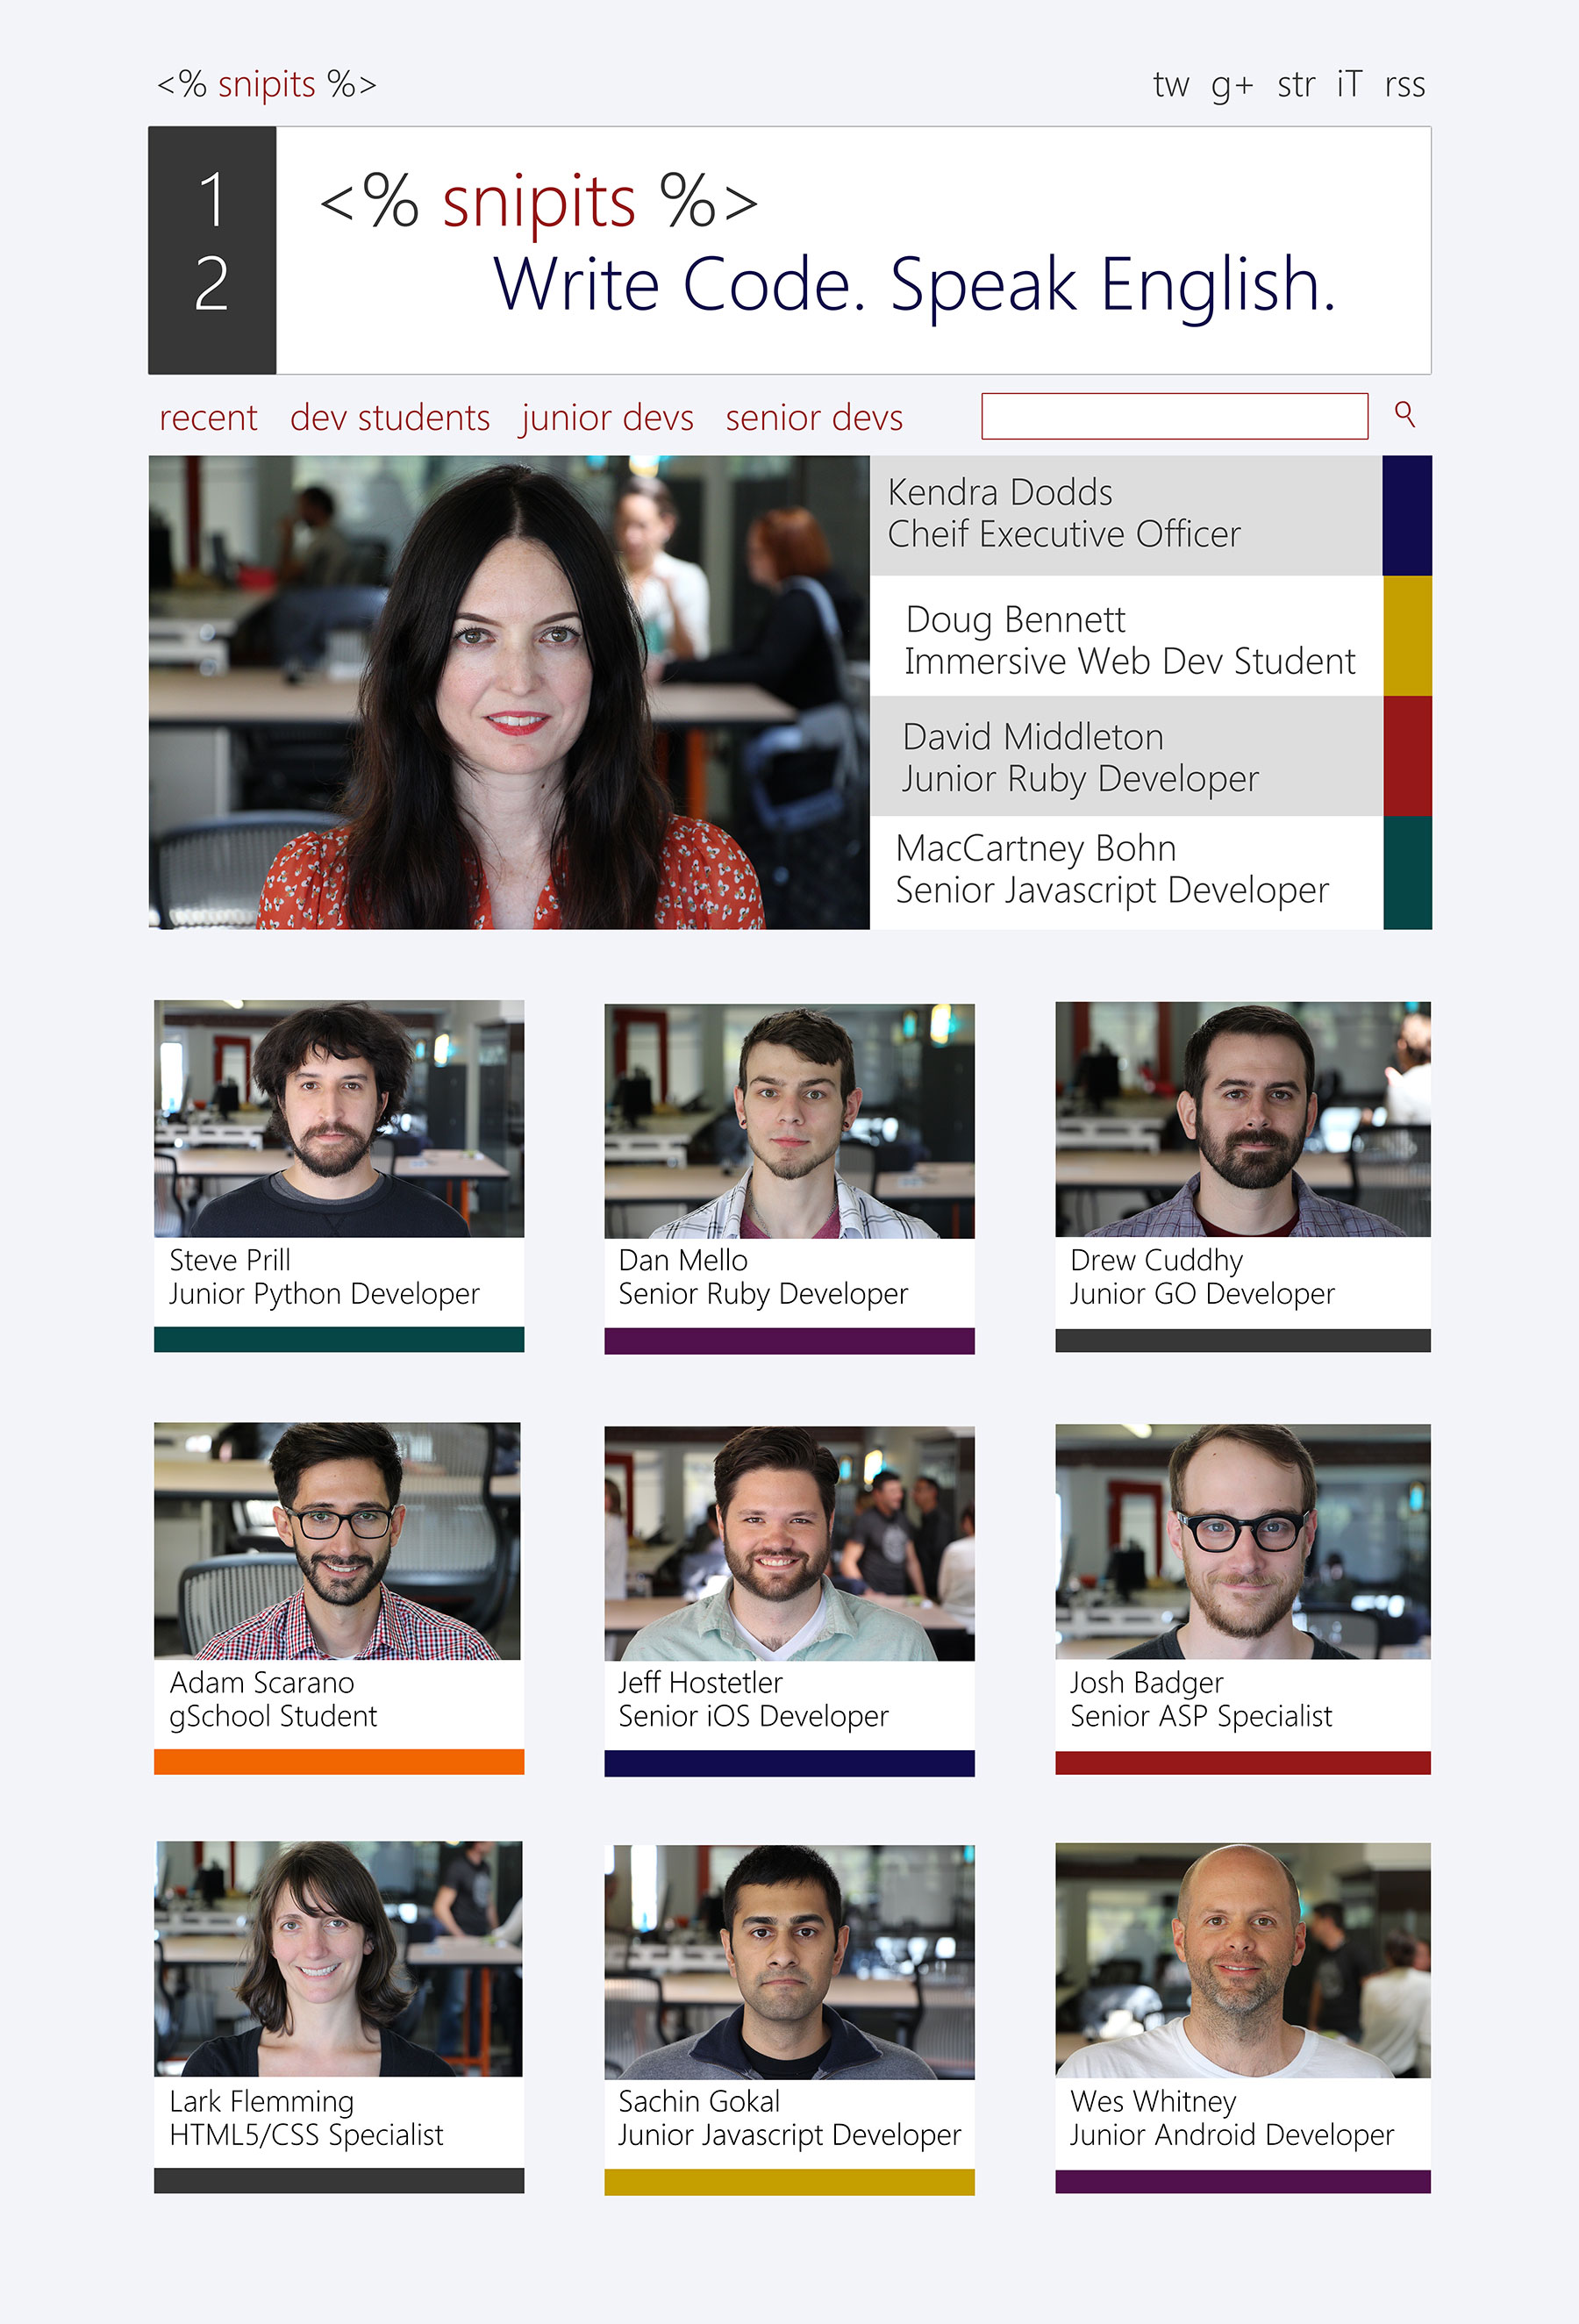 <% snipits %>
tw g+ str iT rss
1
2
<% snipits %>
Write Code. Speak English.
recent dev students junior devs senior devs
Kendra Dodds
Cheif Executive Officer
Doug Bennett
Immersive Web Dev Student
David Middleton
Junior Ruby Developer
MacCartney Bohn
Senior Javascript Developer
Steve Prill
Junior Python Developer
Dan Mello
Senior Ruby Developer
Drew Cuddhy
Junior GO Developer
Adam Scarano
gSchool Student
Jeff Hostetler
Senior iOS Developer
Josh Badger
Senior ASP Specialist
Lark Flemming
HTML5/CSS Specialist
Sachin Gokal
Junior Javascript Developer
Wes Whitney
Junior Android Developer